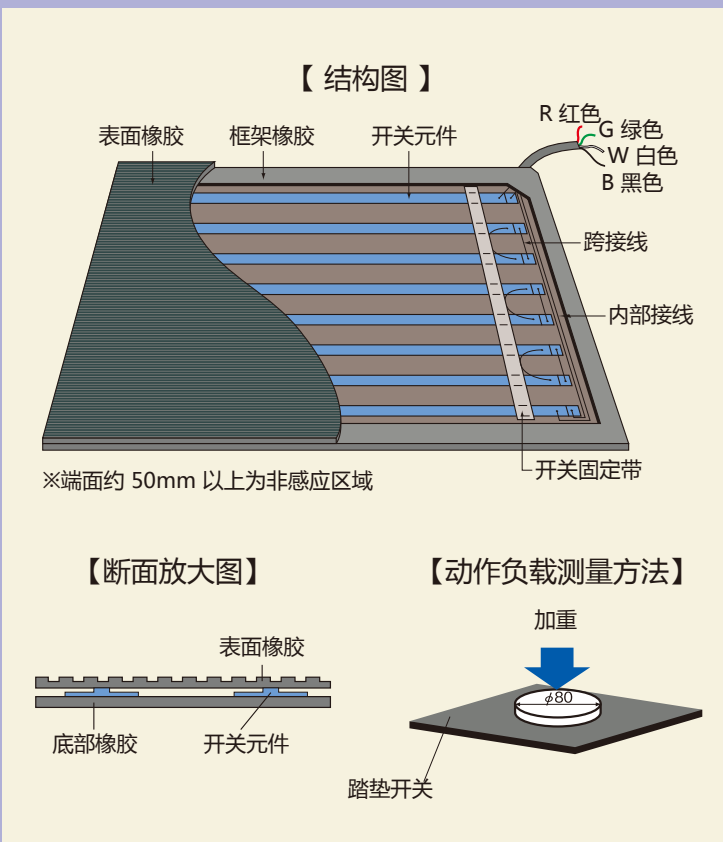 【 结构图 】
R 红色
G 绿色
W 白色
B 黑色
表面橡胶
框架橡胶
开关元件
跨接线
内部接线
开关固定带
※端面约 50mm 以上为非感应区域
【断面放大图】
表面橡胶
底部橡胶
开关元件
【动作负载测量方法】
加重
φ80
踏垫开关